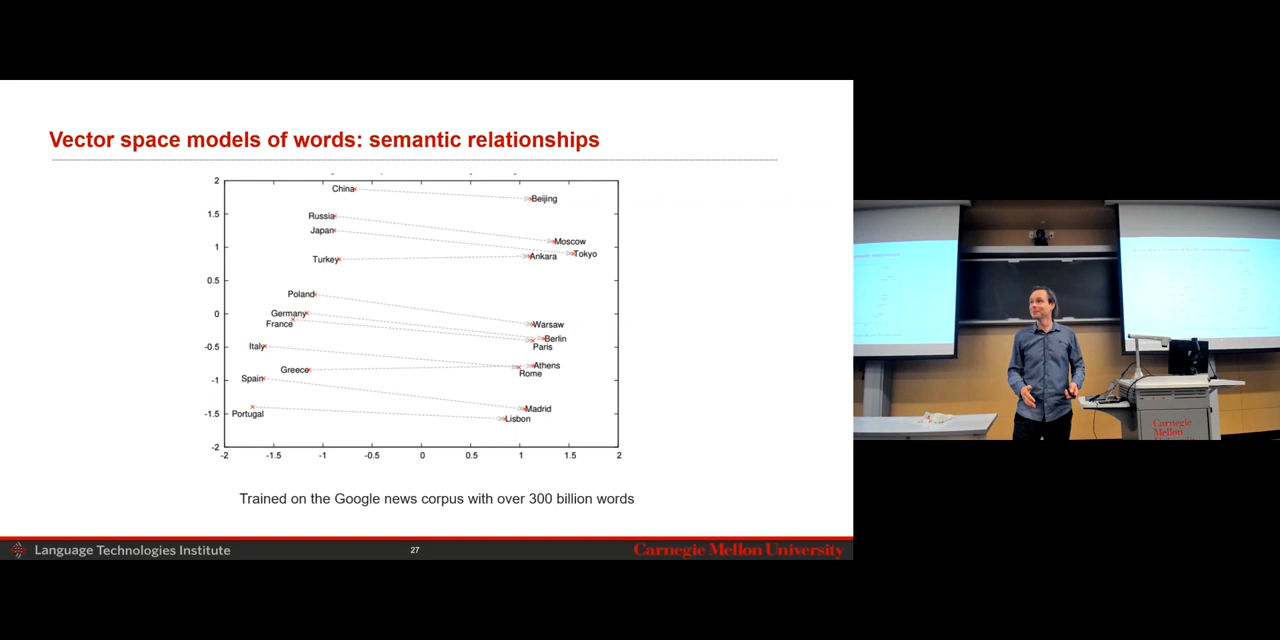 Vector space models of words: semantic relationships
2
1.5
1
0.5
0
-0.5
-1
-1.5
-2
-2
-1.5
-1
-0.5
0
0.5
1
1.5
2
China
Beijing
Russia
Moscow
Japan
Tokyo
Turkey
Ankara
Poland
Warsaw
Germany
Berlin
France
Paris
Italy
Rome
Greece
Athens
Spain
Madrid
Portugal
Lisbon
Trained on the Google news corpus with over 300 billion words
Language Technologies Institute
27
Carnegie Mellon University
Carnegie
Mellon